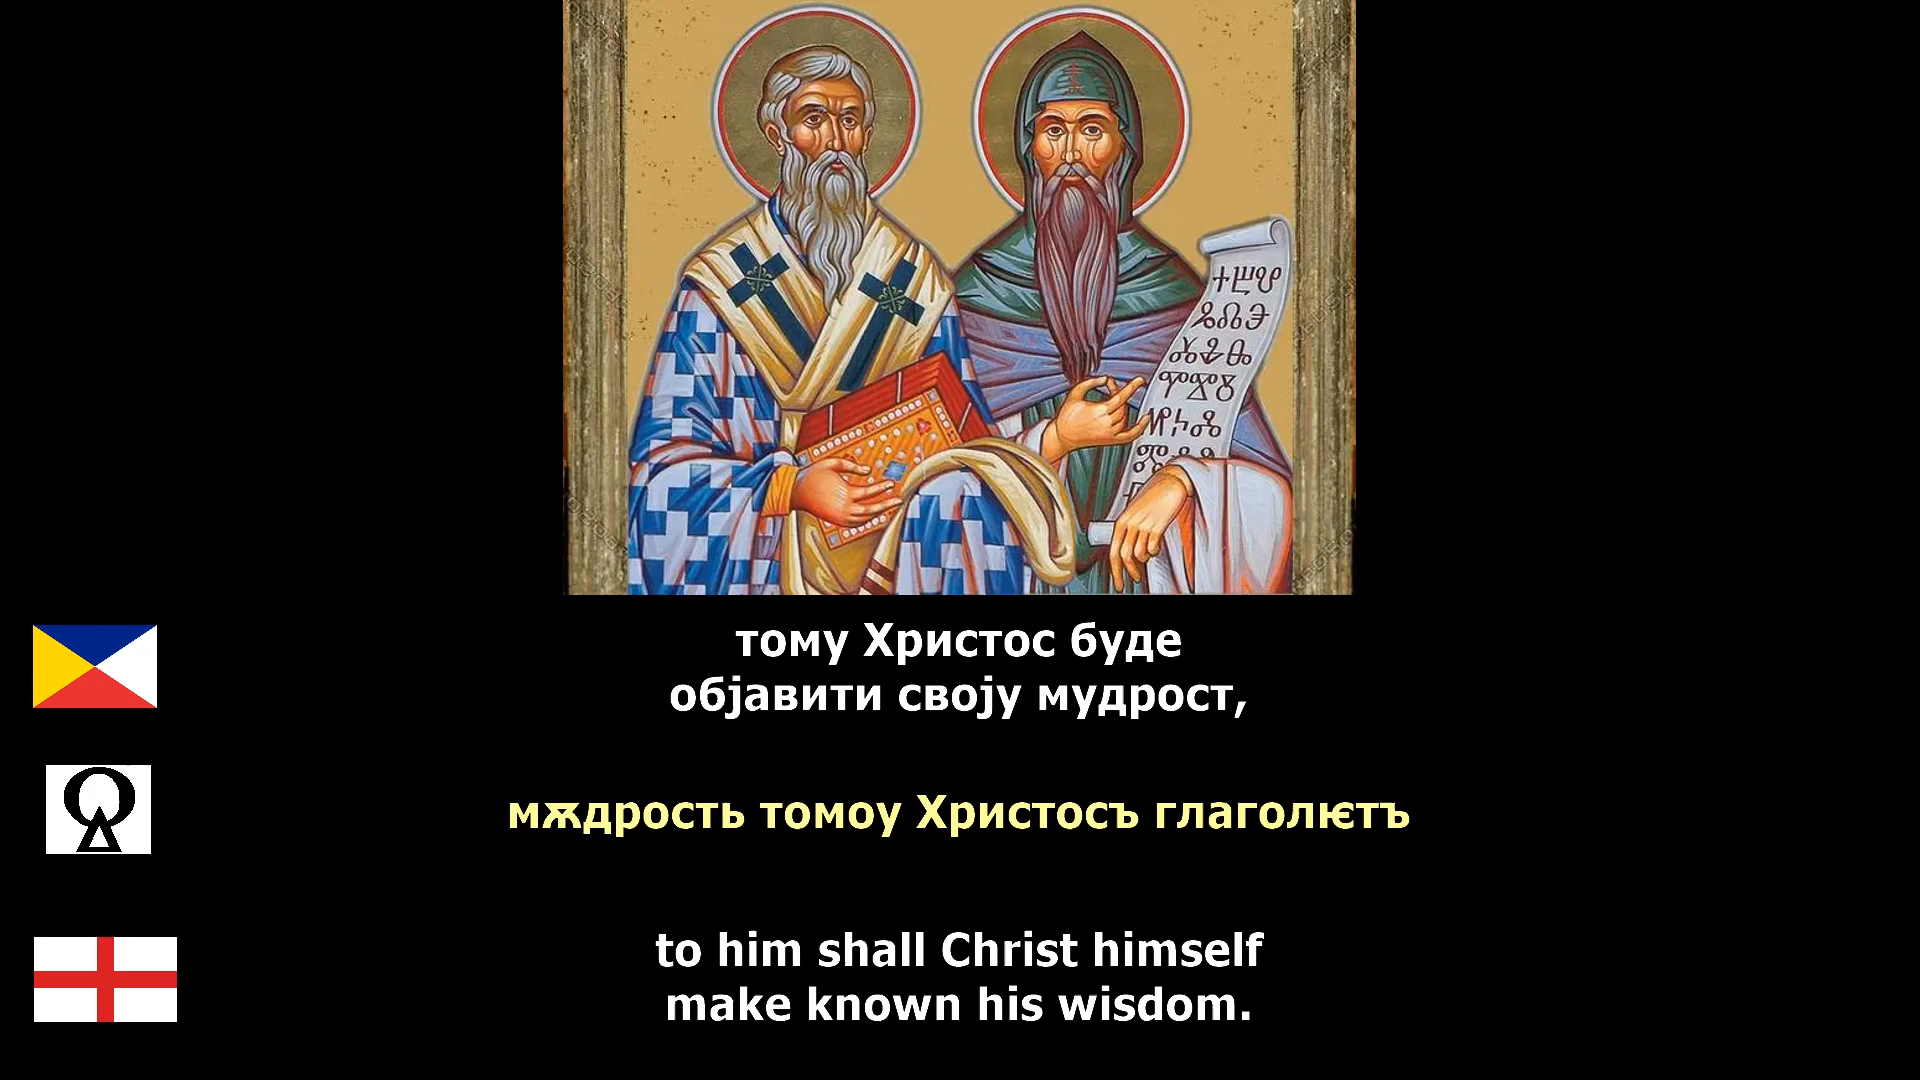 тому Христос буде
објавити своју мудрост,
мѫдрость томоу Христосъ глаголѥтъ
to him shall Christ himself
make known his wisdom.